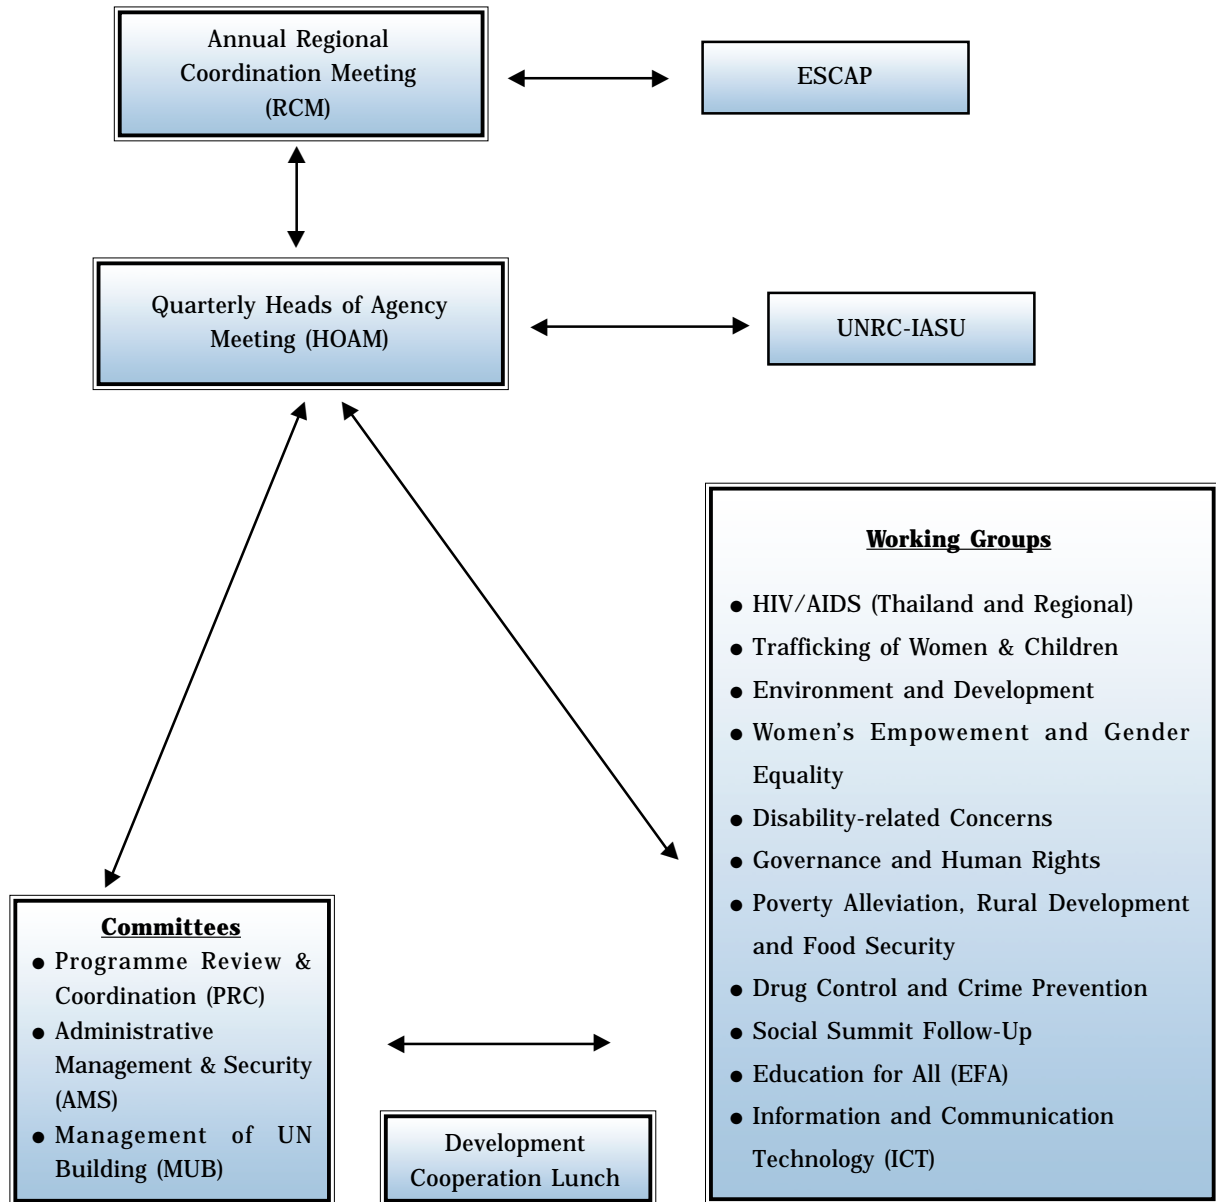 Annual Regional
Coordination Meeting
(RCM)
ESCAP
Quarterly Heads of Agency
Meeting (HOAM)
UNRC-IASU
Working Groups
● HIV/AIDS (Thailand and Regional)
● Trafficking of Women & Children
● Environment and Development
● Women's Empowement and Gender
Equality
● Disability-related Concerns
● Governance and Human Rights
● Poverty Alleviation, Rural Development
and Food Security
● Drug Control and Crime Prevention
● Social Summit Follow-Up
● Education for All (EFA)
● Information and Communication
Technology (ICT)
Committees
● Programme Review &
Coordination (PRC)
● Administrative
Management & Security
(AMS)
● Management of UN
Building (MUB)
Development
Cooperation Lunch